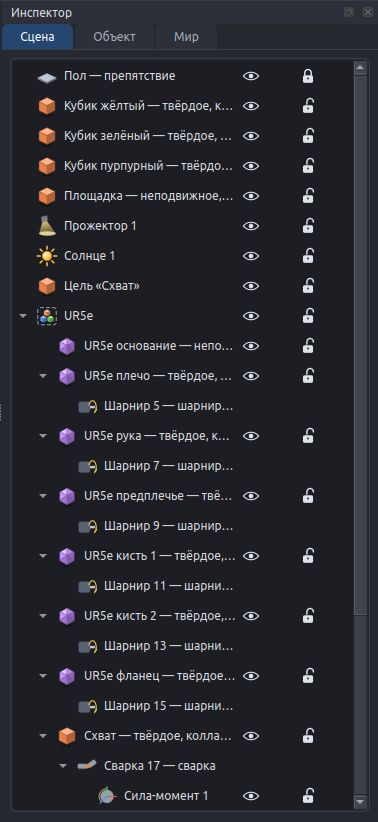 Инспектор
Сцена Объект Мир
Пол — препятствие
Кубик жёлтый — твёрдое, к...
Кубик зелёный — твёрдое, ...
Кубик пурпурный — твёрдо...
Площадка — неподвижное,...
Прожектор 1
Солнце 1
Цель «Схват»
UR5e
UR5e основание — непо...
UR5e плечо — твёрдое, ...
Шарнир 5 — шарнир...
UR5e рука — твёрдое, к...
Шарнир 7 — шарнир...
UR5e предплечье — твё...
Шарнир 9 — шарнир...
UR5e кисть 1 — твёрдое,...
Шарнир 11 — шарни...
UR5e кисть 2 — твёрдое,...
Шарнир 13 — шарни...
UR5e фланец — твёрдое...
Шарнир 15 — шарни...
Схват — твёрдое, колла...
Сварка 17 — сварка
Сила-момент 1